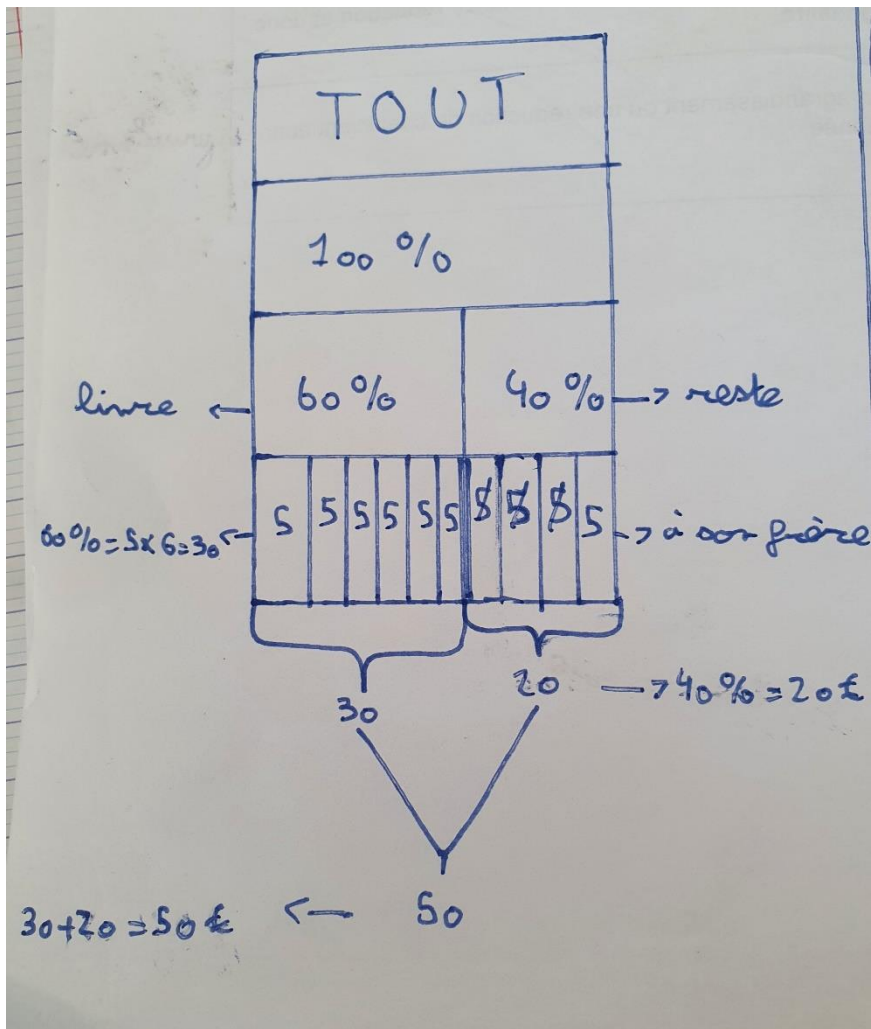 TOUT
100 %
livre ← 60 % 40 % → reste
60% = 5x6=30 ← 5 5 5 5 5 5 5 5 5 5 → à son frère
30 20 → 40% = 20 £
30+20 = 50 £ ← 50